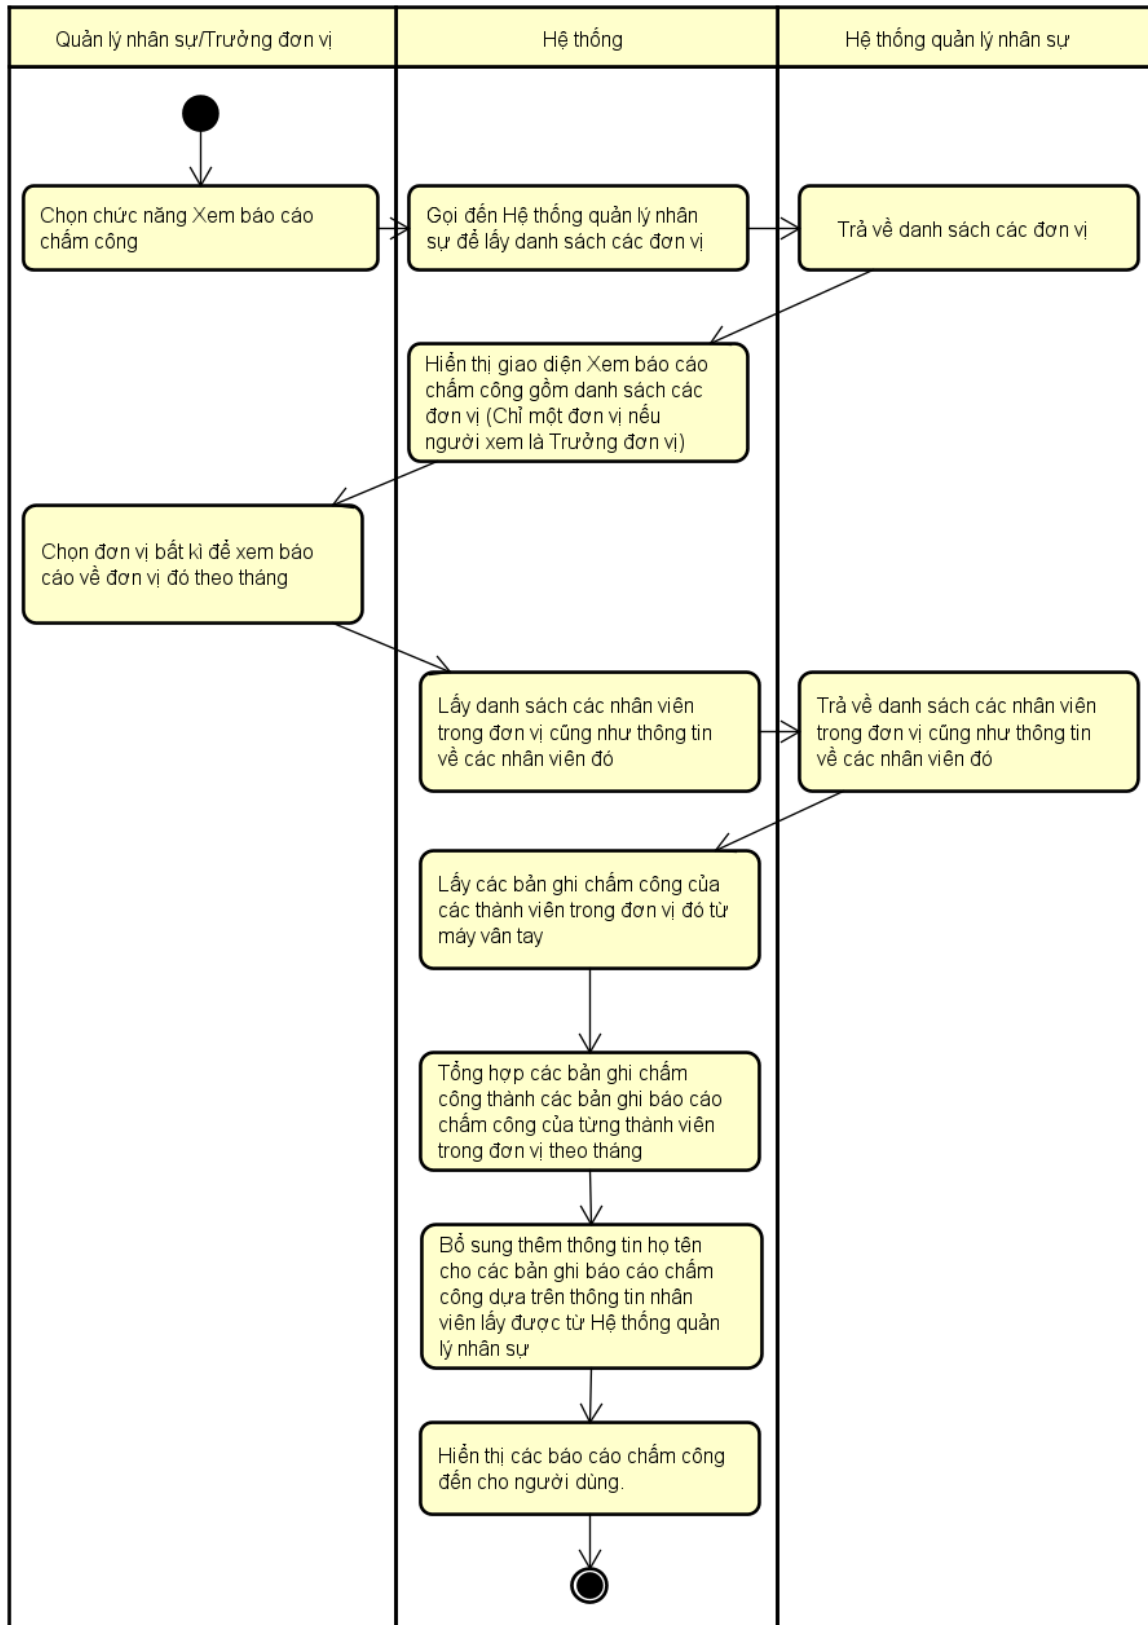 Quản lý nhân sự/Trưởng đơn vị
Hệ thống
Hệ thống quản lý nhân sự
Chọn chức năng Xem báo cáo
chấm công
Gọi đến Hệ thống quản lý nhân
sự để lấy danh sách các đơn vị
Trả về danh sách các đơn vị
Hiển thị giao diện Xem báo cáo
chấm công gồm danh sách các
đơn vị (Chỉ một đơn vị nếu
người xem là Trưởng đơn vị)
Chọn đơn vị bất kì để xem báo
cáo về đơn vị đó theo tháng
Lấy danh sách các nhân viên
trong đơn vị cũng như thông tin
về các nhân viên đó
Trả về danh sách các nhân viên
trong đơn vị cũng như thông tin
về các nhân viên đó
Lấy các bản ghi chấm công của
các thành viên trong đơn vị đó từ
máy vân tay
Tổng hợp các bản ghi chấm
công thành các bản ghi báo cáo
chấm công của từng thành viên
trong đơn vị theo tháng
Bổ sung thêm thông tin họ tên
cho các bản ghi báo cáo chấm
công dựa trên thông tin nhân
viên lấy được từ Hệ thống quản
lý nhân sự
Hiển thị các báo cáo chấm công
đến cho người dùng.